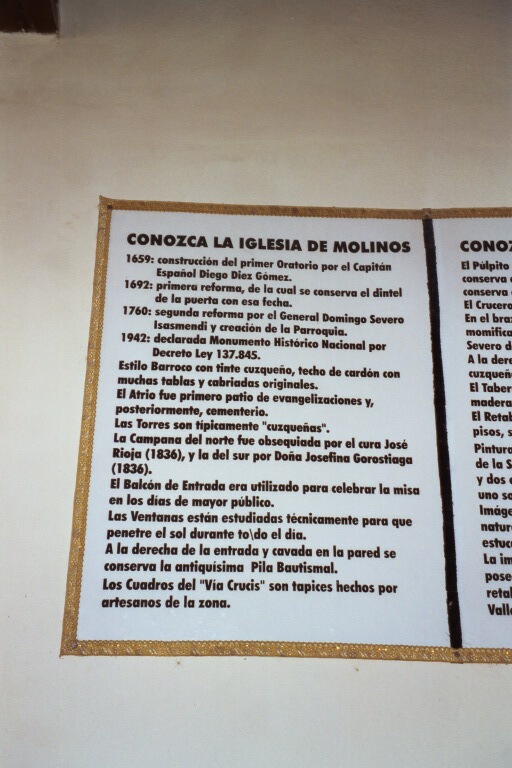 CONOZCA LA IGLESIA DE MOLINOS
1659: construcción del primer Oratorio por el Capitán
Español Diego Diez Gómez.
1692: primera reforma, de la cual se conserva el dintel
de la puerta con esa fecha.
1760: segunda reforma por el General Domingo Severo
Isasmendi y creación de la Parroquia.
1942: declarada Monumento Histórico Nacional por
Decreto Ley 137.845.
Estilo Barroco con tinte cuzqueño, techo de cardón con
muchas tablas y cabriadas originales.
El Atrio fue primero patio de evangelizaciones y,
posteriormente, cementerio.
Las Torres son típicamente "cuzqueñas".
La Campana del norte fue obsequiada por el cura José
Rioja (1836), y la del sur por Doña Josefina Gorostiaga
(1836).
El Balcón de Entrada era utilizado para celebrar la misa
en los días de mayor público.
Las Ventanas están estudiadas técnicamente para que
penetre el sol durante to\do el día.
A la derecha de la entrada y cavada en la pared se
conserva la antiquísima Pila Bautismal.
Los Cuadros del "Vía Crucis" son tapices hechos por
artesanos de la zona.
El Púlpito
conserva
conserva
El Crucero
En el
momifica
Severo
A la
cuzqueñ
El
madera
El
pisos, s
Pintura
de la S
y dos
uno
Imáge
natur
estuc
La im
pose
retal
Valle